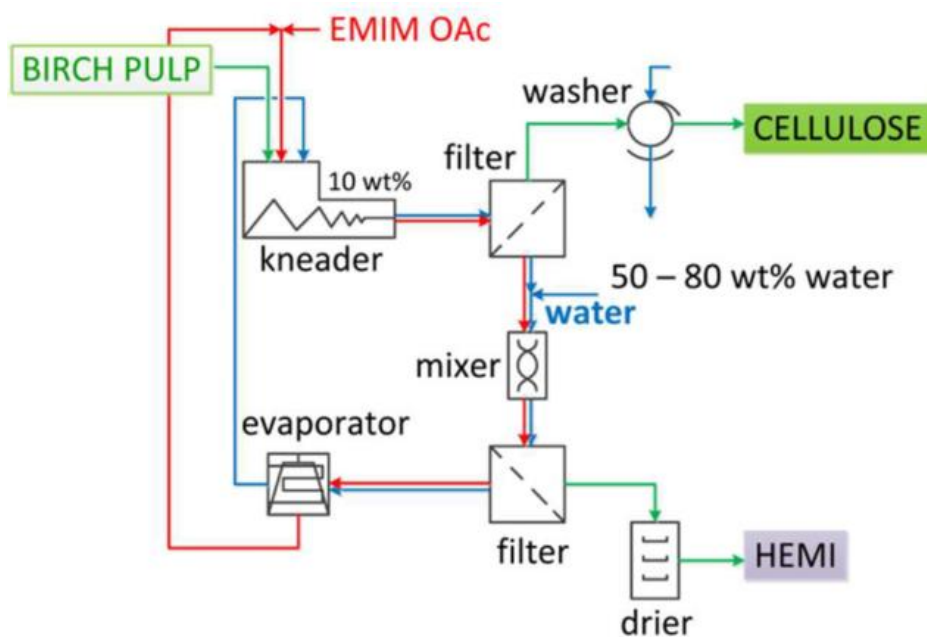 EMIM OAc
BIRCH PULP
washer
CELLULOSE
filter
10 wt%
kneader
50 – 80 wt% water
water
mixer
evaporator
filter
HEMI
drier